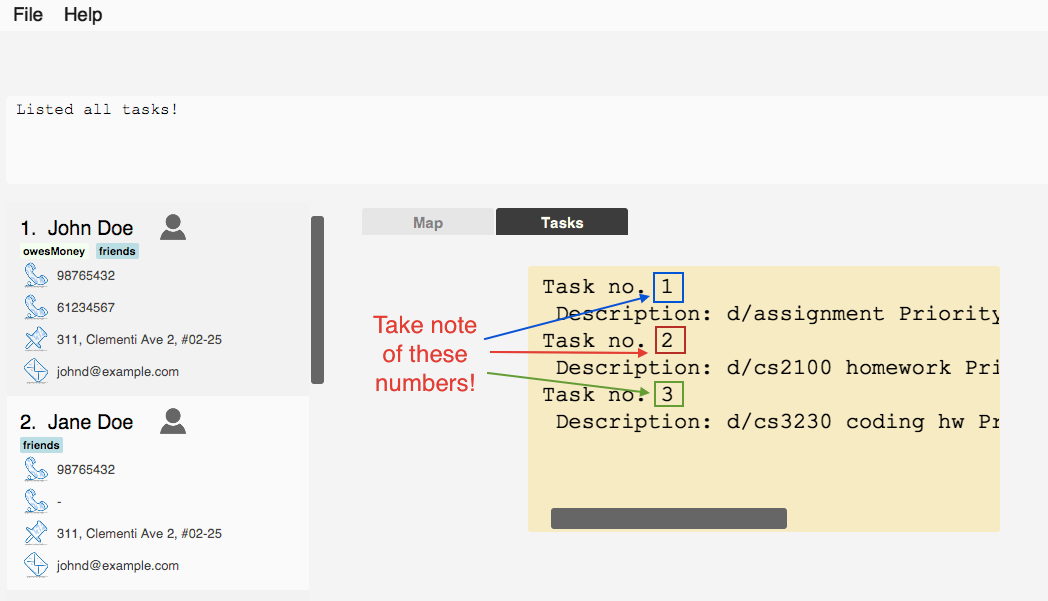 File Help
Listed all tasks!
1. John Doe
owesMoney friends
98765432
61234567
311, Clementi Ave 2, #02-25
johnd@example.com
2. Jane Doe
friends
98765432
-
311, Clementi Ave 2, #02-25
johnd@example.com
Map Tasks
Take note
of these
numbers!
Task no. 1
Description: d/assignment Priority
Task no. 2
Description: d/cs2100 homework Pri
Task no. 3
Description: d/cs3230 coding hw Pr